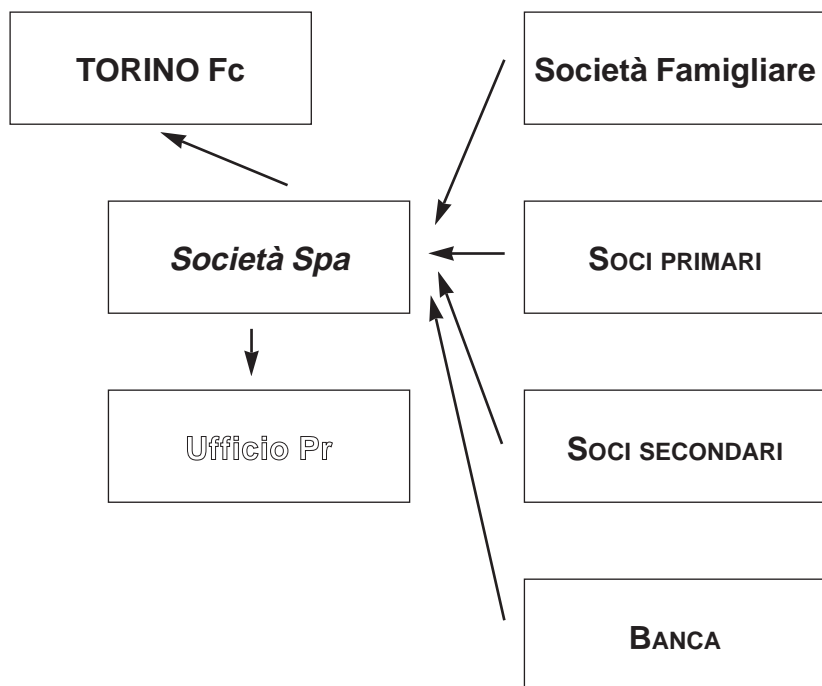 TORINO Fc
Società Famigliare
Società Spa
SOCI PRIMARI
Ufficio Pr
SOCI SECONDARI
BANCA